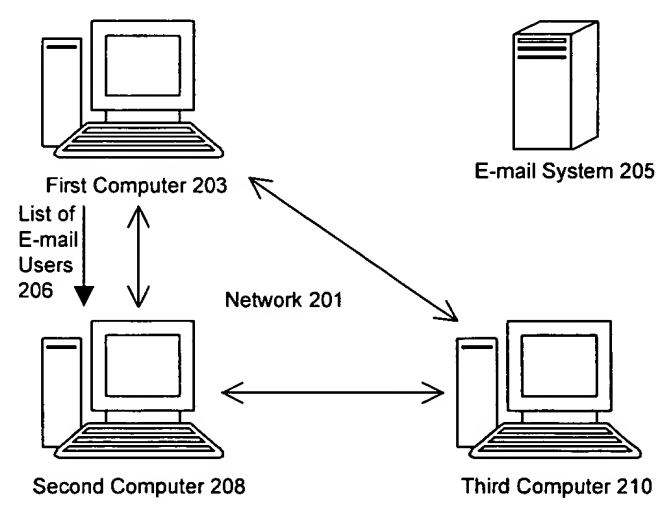 First Computer 203
E-mail System 205
List of
E-mail
Users
206
Network 201
Second Computer 208
Third Computer 210